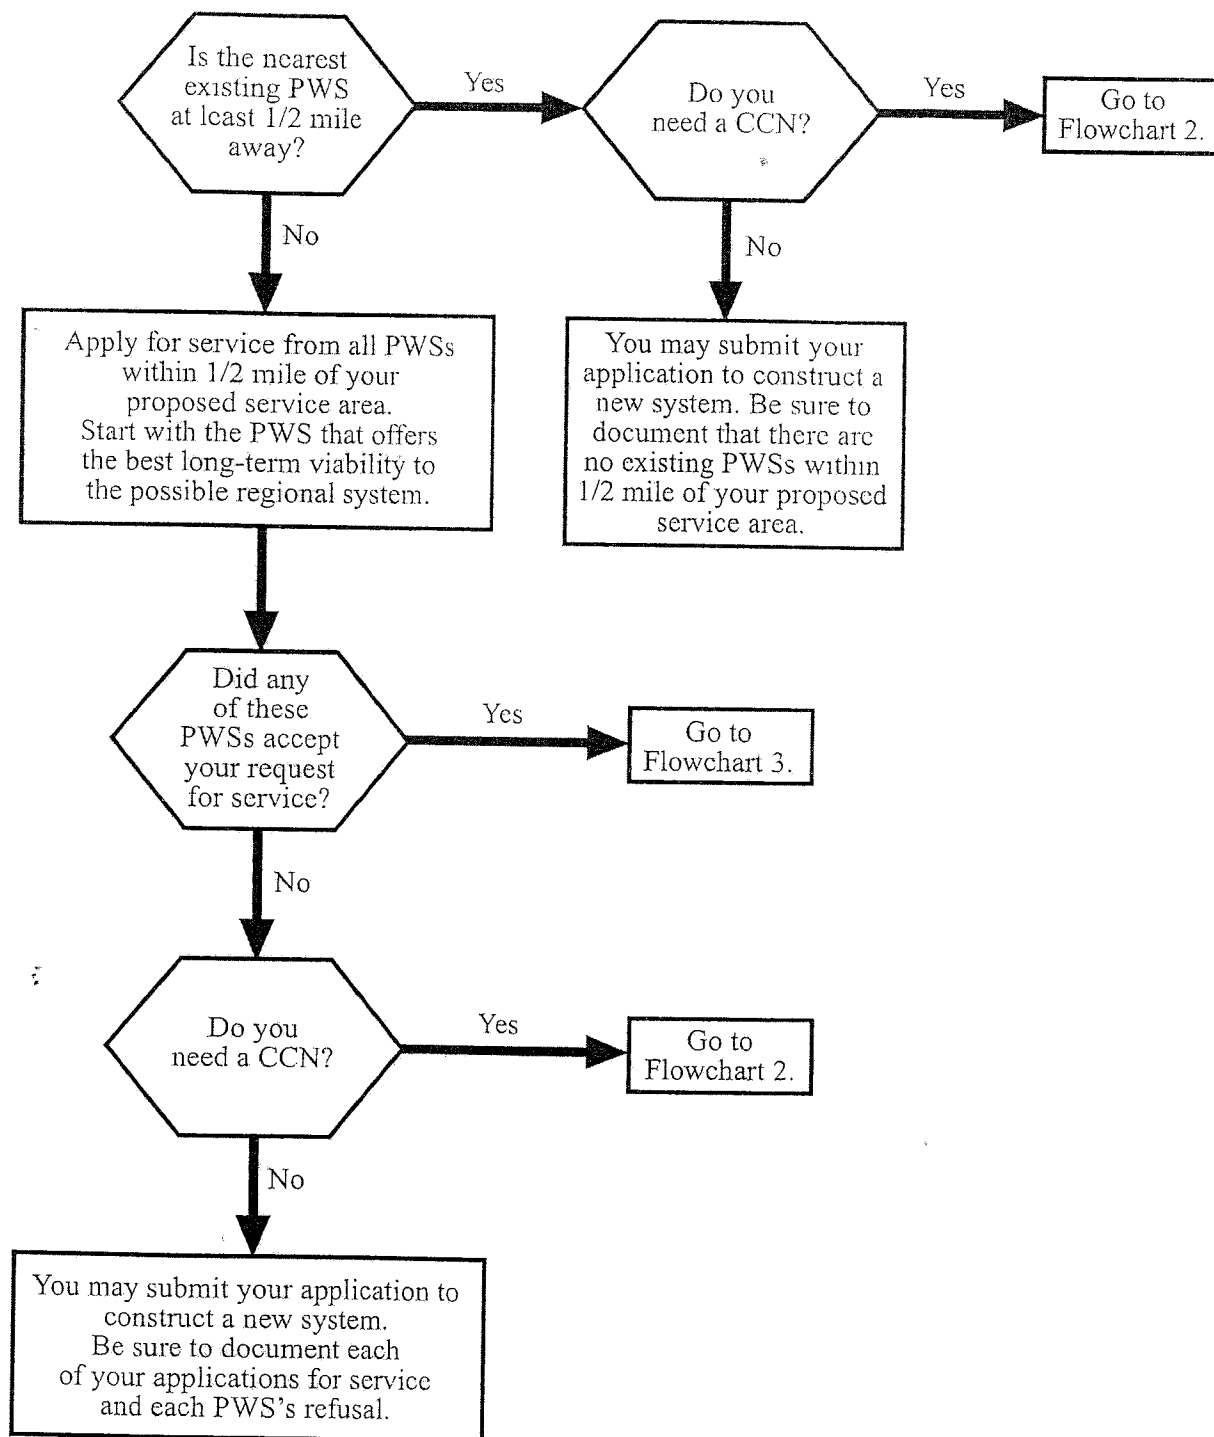 Is the nearest
existing PWS
at least 1/2 mile
away?
Yes
Do you
need a CCN?
Yes
Go to
Flowchart 2.
No
No
Apply for service from all PWSs
within 1/2 mile of your
proposed service area.
Start with the PWS that offers
the best long-term viability to
the possible regional system.
You may submit your
application to construct a
new system. Be sure to
document that there are
no existing PWSs within
1/2 mile of your proposed
service area.
Did any
of these
PWSs accept
your request
for service?
Yes
Go to
Flowchart 3.
No
Do you
need a CCN?
Yes
Go to
Flowchart 2.
No
You may submit your application to
construct a new system.
Be sure to document each
of your applications for service
and each PWS's refusal.